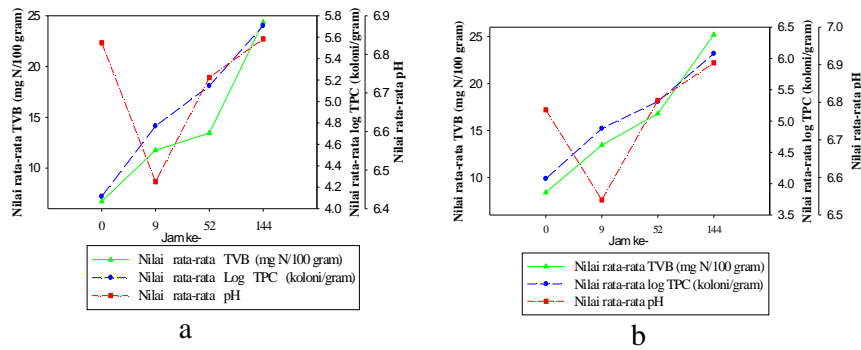 a
Nilai rata-rata TVB (mg N/100 gram)
25
20
15
10
5.8
5.6
5.4
5.2
5.0
4.8
4.6
4.4
4.2
4.0
Nilai rata-rata log TPC (koloni/gram)
6.9
6.8
6.7
6.6
6.5
6.4
Nilai rata-rata pH
0 9 52 144
Jam ke-
Nilai rata-rata TVB (mg N/100 gram)
Nilai rata-rata Log TPC (koloni/gram)
Nilai rata-rata pH
a
b
Nilai rata-rata TVB (mg N/100 gram)
25
20
15
10
6.5
6.0
5.5
5.0
4.5
4.0
3.5
Nilai rata-rata log TPC (koloni/gram)
7.0
6.9
6.8
6.7
6.6
6.5
Nilai rata-rata pH
0 9 52 144
Jam ke-
Nilai rata-rata TVB (mg N/100 gram)
Nilai rata-rata log TPC (koloni/gram)
Nilai rata-rata pH
b